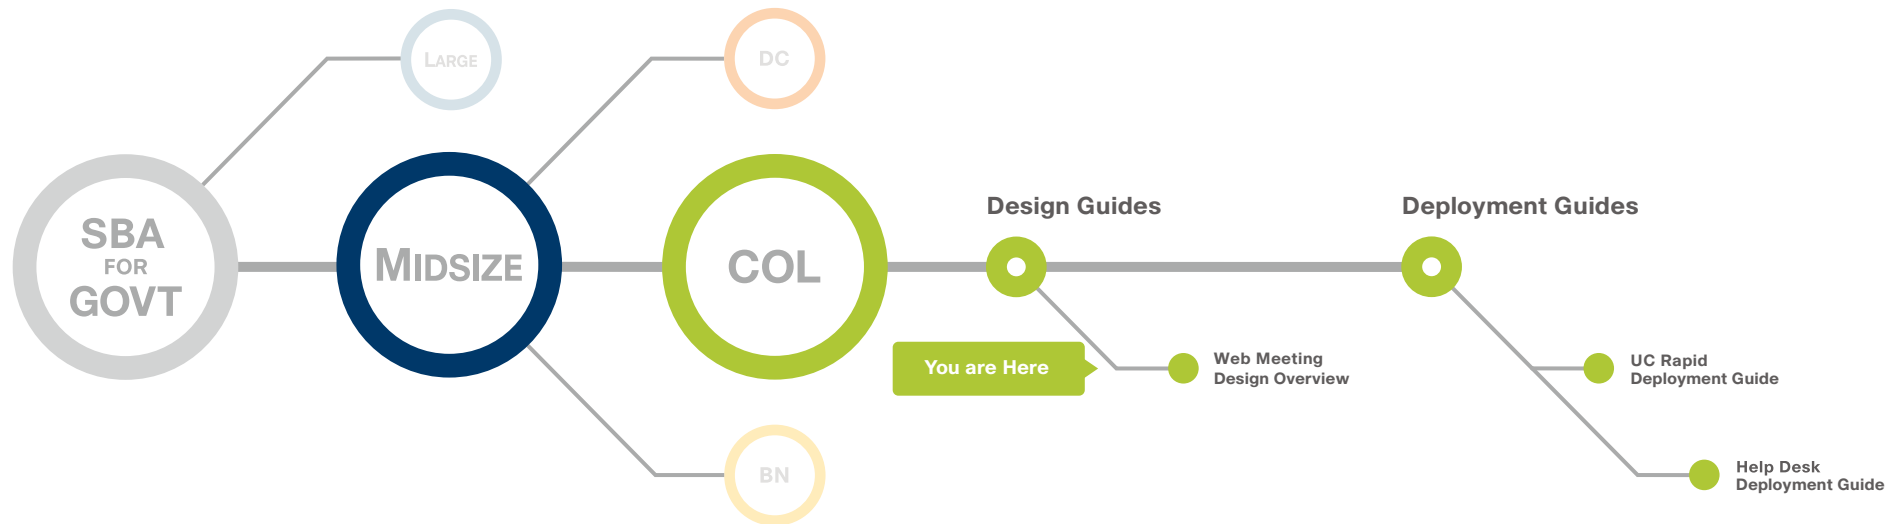 LARGE
DC
SBA
FOR
GOVT
MIDSIZE
COL
Design Guides
Deployment Guides
You are Here
Web Meeting
Design Overview
UC Rapid
Deployment Guide
BN
Help Desk
Deployment Guide